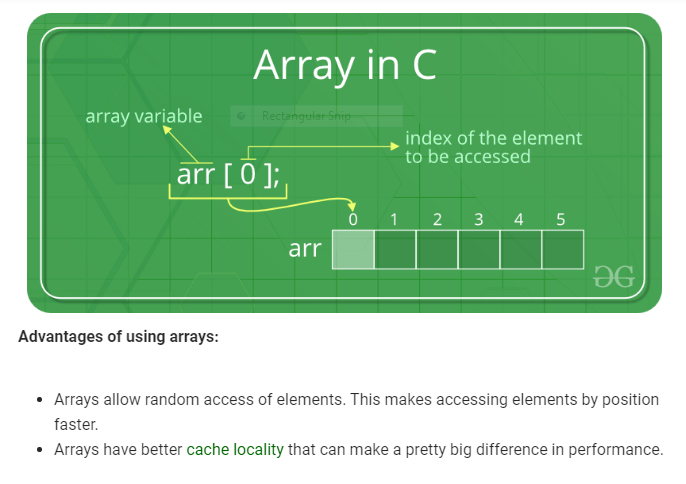 Array in C
array variable
Rectangular Snip
index of the element
to be accessed
arr [ 0 ];
0 1 2 3 4 5
arr
Advantages of using arrays:
• Arrays allow random access of elements. This makes accessing elements by position
faster.
• Arrays have better cache locality that can make a pretty big difference in performance.